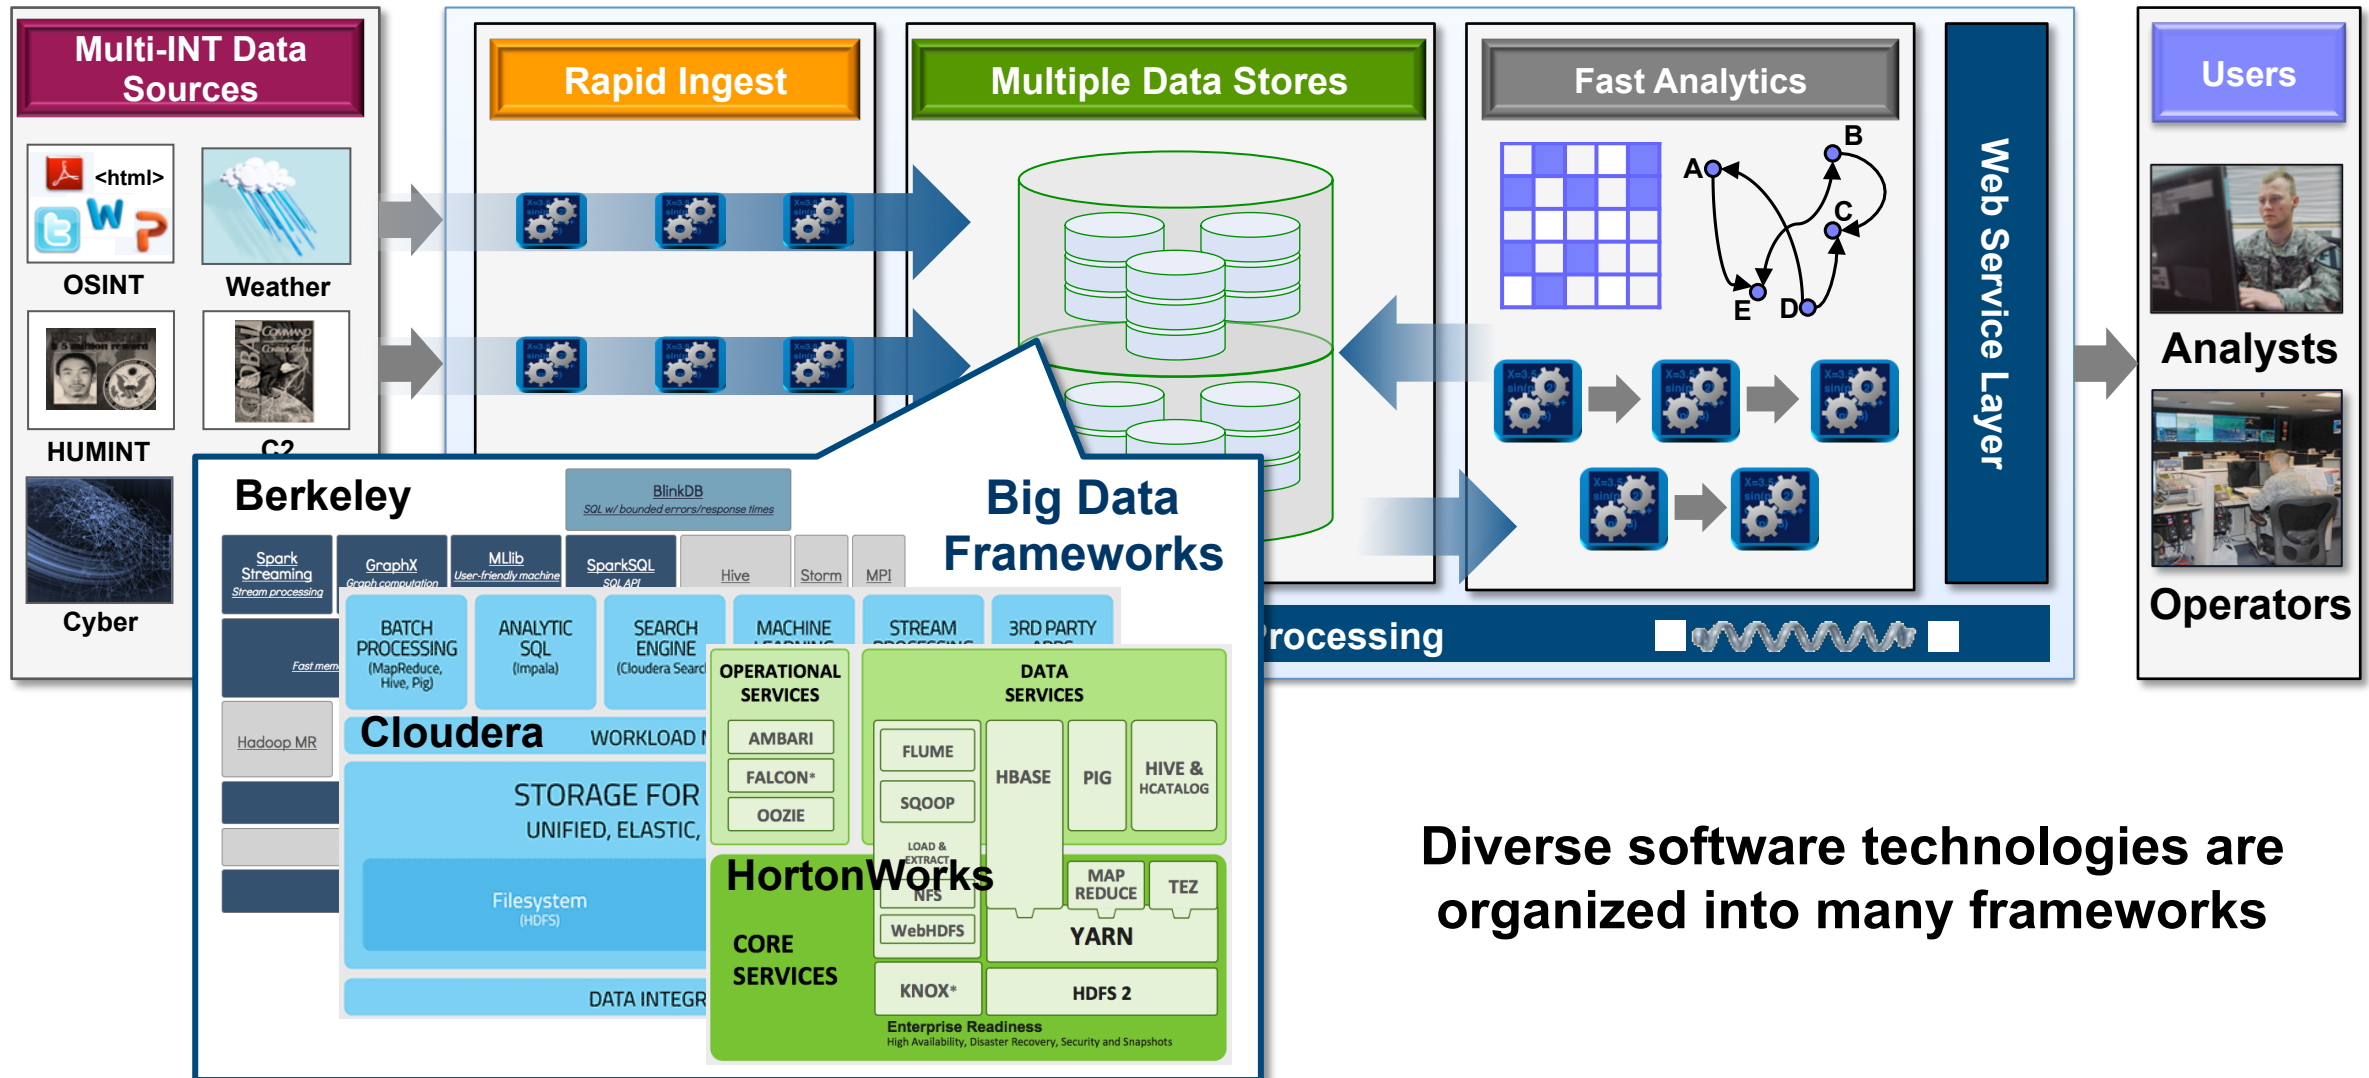 Multi-INT Data
Sources
<html>
OSINT
Weather
HUMINT
C2
Cyber
Rapid Ingest
Multiple Data Stores
Fast Analytics
A
B
C
E
D
Web Service Layer
Users
Analysts
Operators
Processing
Berkeley
Big Data
Frameworks
BlinkDB
SQL w/ bounded errors/response times
Spark
Streaming
Stream processing
GraphX
Graph computation
MLlib
User-friendly machine
SparkSQL
SQL API
Hive
Storm
MPI
Fast mem
Hadoop MR
BATCH
PROCESSING
(MapReduce,
Hive, Pig)
ANALYTIC
SQL
(Impala)
SEARCH
ENGINE
(Cloudera Search
MACHINE
LEARNING
STREAM
PROCESSING
3RD PARTY
APPS
Cloudera
WORKLOAD
STORAGE FOR
UNIFIED, ELASTIC,
Filesystem
(HDFS)
DATA INTEGR
OPERATIONAL
SERVICES
AMBARI
FALCON*
OOZIE
DATA
SERVICES
FLUME
SQOOP
LOAD &
EXTRACT
NFS
WebHDFS
HBASE
PIG
HIVE &
HCATALOG
HortonWorks
MAP
REDUCE
TEZ
YARN
CORE
SERVICES
KNOX*
HDFS 2
Enterprise Readiness
High Availability, Disaster Recovery, Security and Snapshots
Diverse software technologies are
organized into many frameworks